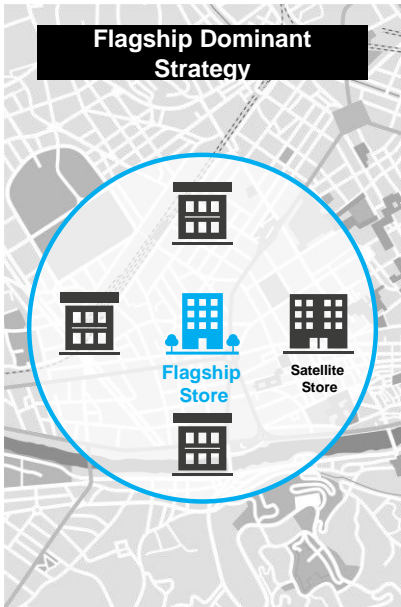 Flagship Dominant
Strategy
Flagship
Store
Satellite
Store